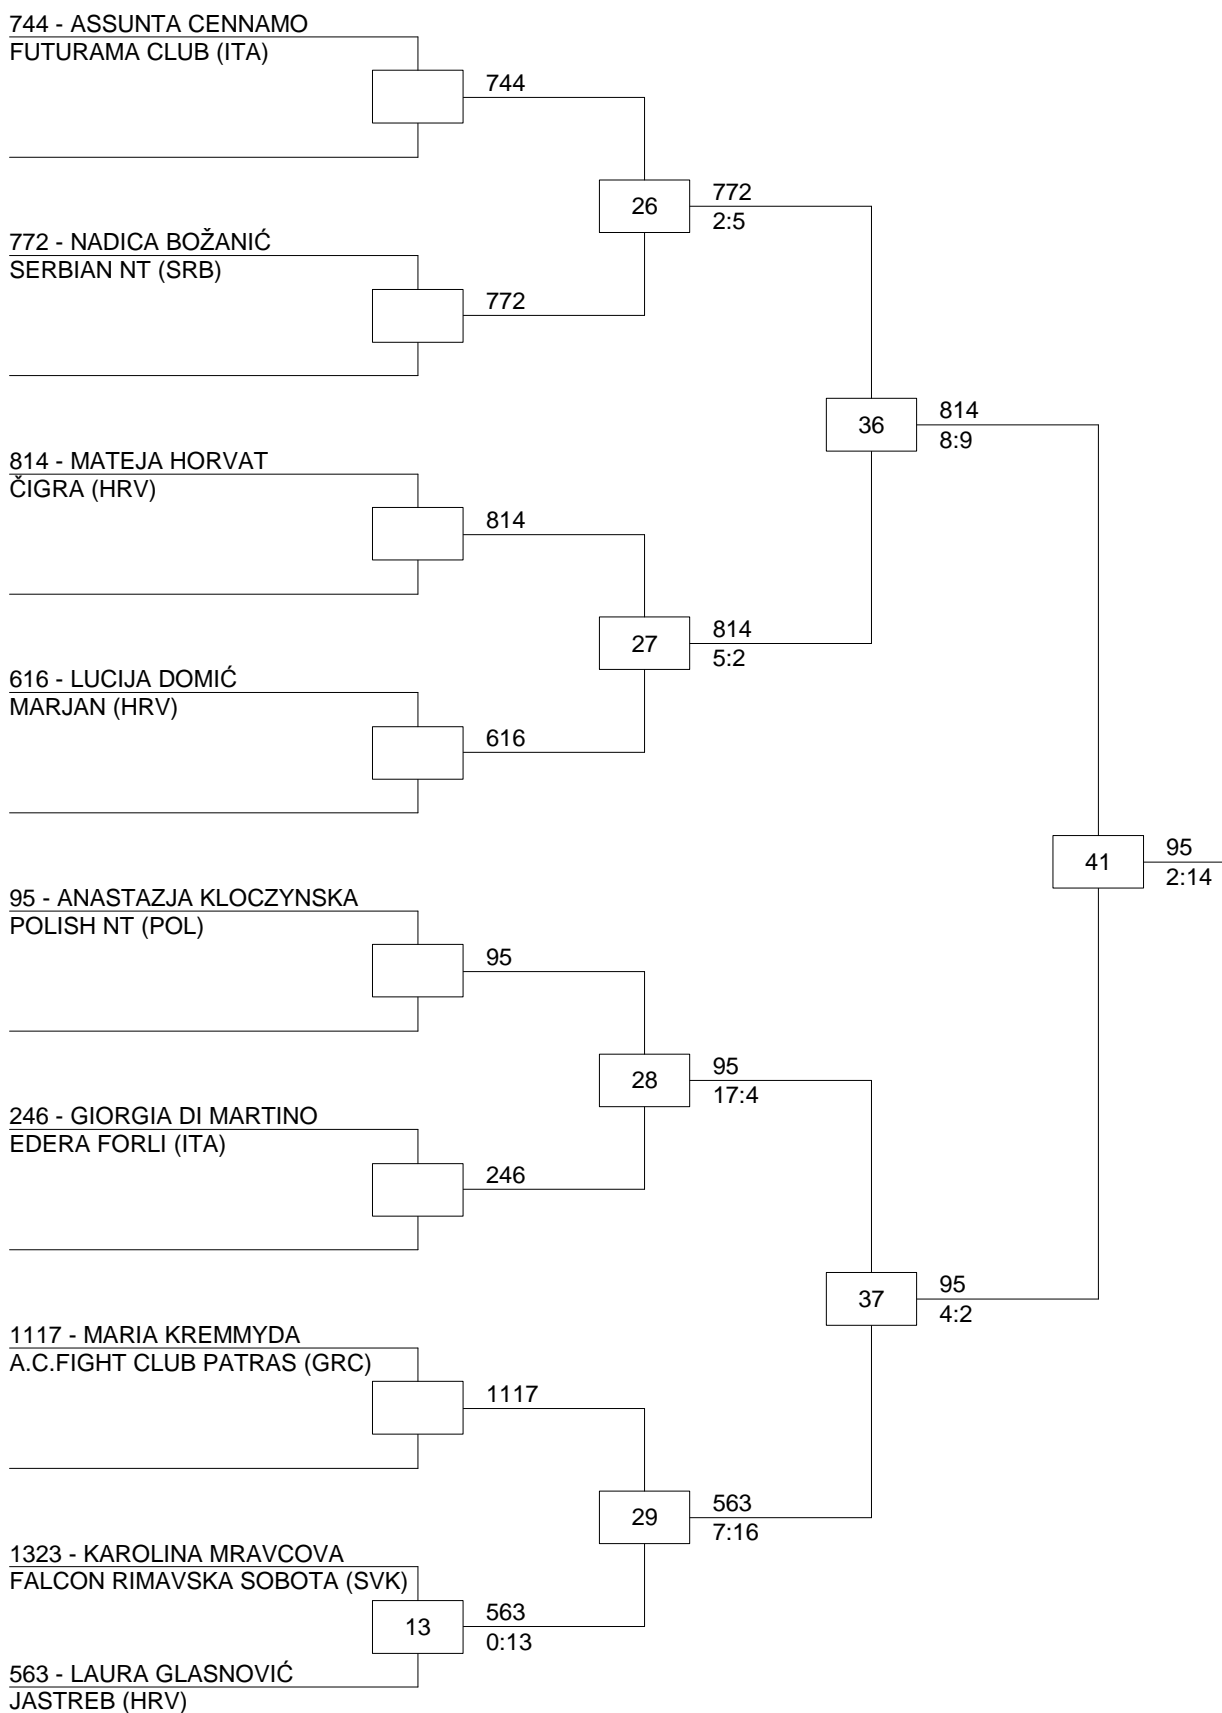 744 - ASSUNTA CENNAMO
FUTURAMA CLUB (ITA)
744
26
772
2:5
772 - NADICA BOŽANIĆ
SERBIAN NT (SRB)
772
36
814
8:9
814 - MATEJA HORVAT
ČIGRA (HRV)
814
27
814
5:2
616 - LUCIJA DOMIĆ
MARJAN (HRV)
616
41
95
2:14
95 - ANASTAZJA KLOCZYNSKA
POLISH NT (POL)
95
28
95
17:4
246 - GIORGIA DI MARTINO
EDERA FORLI (ITA)
246
37
95
4:2
1117 - MARIA KREMMYDA
A.C.FIGHT CLUB PATRAS (GRC)
1117
29
563
7:16
1323 - KAROLINA MRAVCOVA
FALCON RIMAVSKA SOBOTA (SVK)
13
563
0:13
563 - LAURA GLASNOVIĆ
JASTREB (HRV)